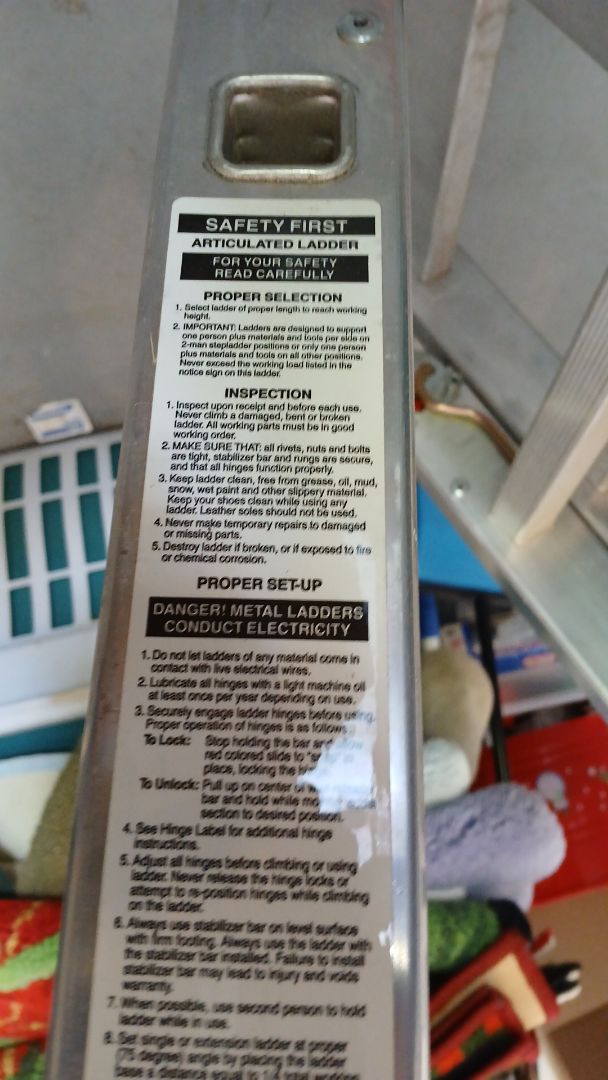 SAFETY FIRST
ARTICULATED LADDER
FOR YOUR SAFETY
READ CAREFULLY
PROPER SELECTION
1. Select ladder of proper length to reach working
height.
2. IMPORTANT: Ladders are designed to support
one person plus materials and tools per side on
2-man stepladder positions or only one person
plus materials and tools on all other positions.
Never exceed the working load listed in the
notice sign on this ladder.
INSPECTION
1. Inspect upon receipt and before each use.
Never climb a damaged, bent or broken
ladder. All working parts must be in good
working order.
2. MAKE SURE THAT: all rivets, nuts and bolts
are tight, stabilizer bar and rungs are secure,
and that all hinges function properly.
3. Keep ladder clean, free from grease, oil, mud,
snow, wet paint and other slippery material.
Keep your shoes clean while using any
ladder. Leather soles should not be used.
4. Never make temporary repairs to damaged
or missing parts.
5. Destroy ladder if broken, or if exposed to fire
or chemical corrosion.
PROPER SET-UP
DANGER! METAL LADDERS
CONDUCT ELECTRICITY
1. Do not let ladders of any material come in
contact with live electrical wires.
2. Lubricate all hinges with a light machine oil
at least once per year depending on use.
3. Securely engage ladder hinges before using.
Proper operation of hinges is as follows:
To Lock: Stop holding the bar and allow
red colored slide to
place, locking the
To Unlock: Pull up on center of
bar and hold while
section to desired position.
4. See Hinge Label for additional hinge
instructions.
5. Adjust all hinges before climbing or using
ladder. Never release the hinge locks or
attempt to re-position hinges while climbing
on the ladder.
6. Always use stabilizer bar on level surface
with firm footing. Always use the ladder with
the stabilizer bar installed. Failure to install
stabilizer bar may lead to injury and voids
warranty.
7. When possible, use second person to hold
ladder while in use.
8. Set single or extension ladder at proper
(75 degree) angle by placing the ladder
base a distance equal to 1/4 total working